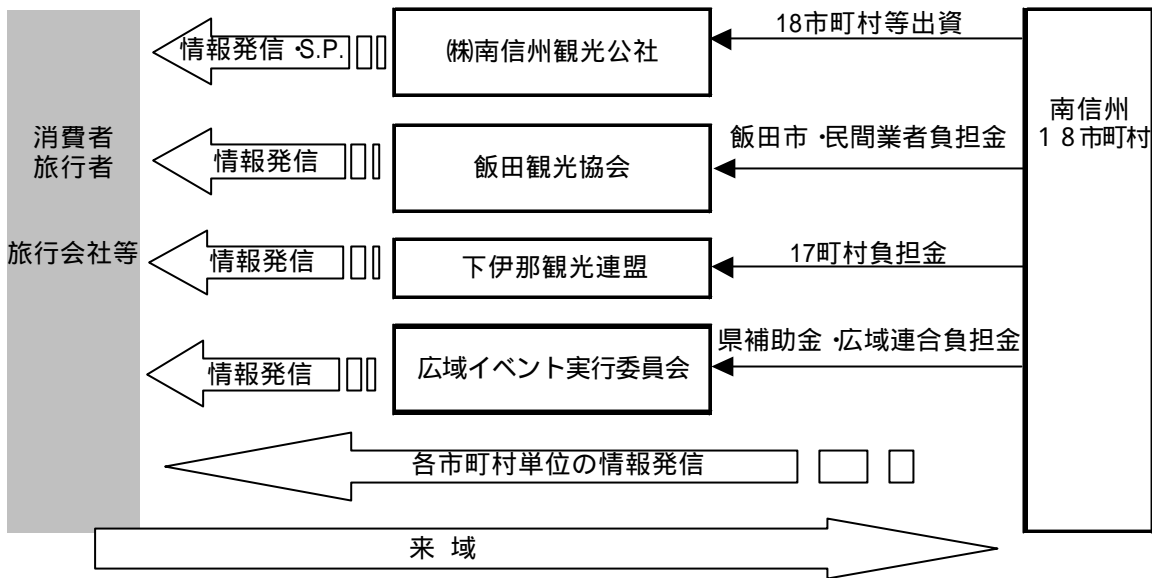 18市町村等出資
情報発信・S.P.
㈱南信州観光公社
南信州
18市町村
消費者
旅行者
飯田市・民間業者負担金
情報発信
飯田観光協会
旅行会社等
17町村負担金
情報発信
下伊那観光連盟
県補助金・広域連合負担金
情報発信
広域イベント実行委員会
各市町村単位の情報発信
来 域